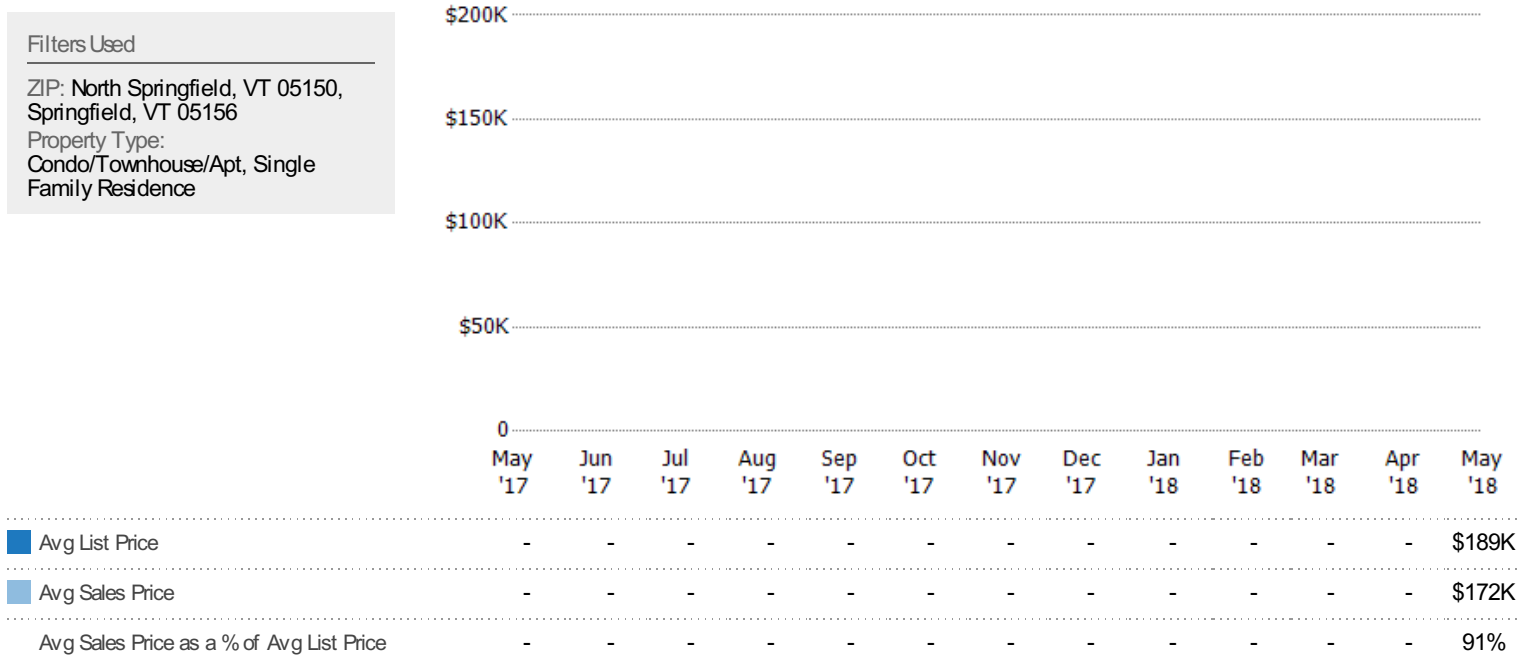 Filters Used
ZIP: North Springfield, VT 05150,
Springfield, VT 05156
Property Type:
Condo/Townhouse/Apt, Single
Family Residence
$200K
$150K
$100K
$50K
0
May Jun Jul Aug Sep Oct Nov Dec Jan Feb Mar Apr May
'17 '17 '17 '17 '17 '17 '17 '17 '18 '18 '18 '18 '18
Avg List Price - - - - - - - - - - - - $189K
Avg Sales Price - - - - - - - - - - - - $172K
Avg Sales Price as a % of Avg List Price - - - - - - - - - - - - 91%